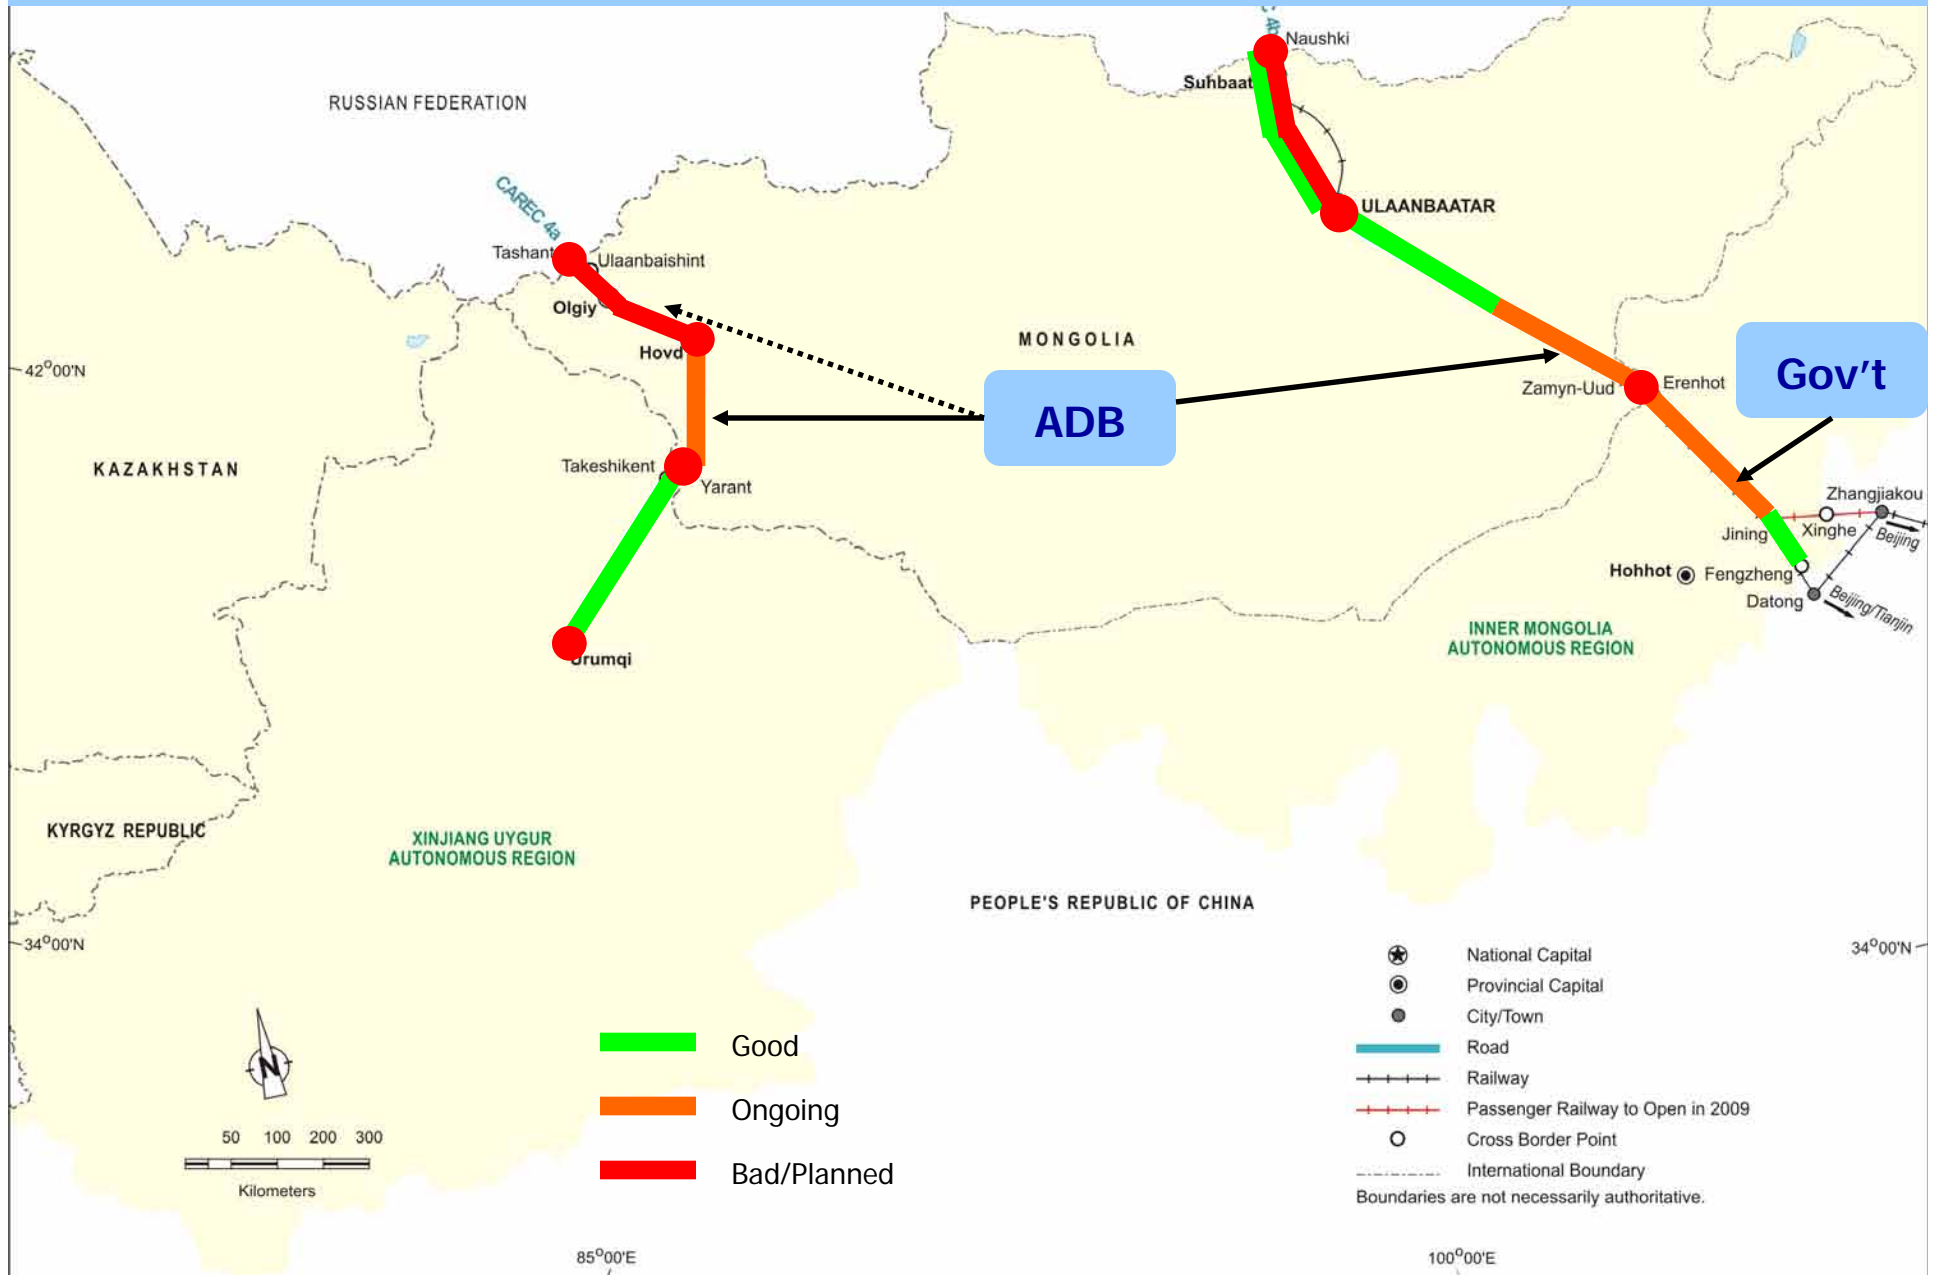 C 4b
Naushki
Suhbaat
RUSSIAN FEDERATION
CAREC 4a
ULAANBAATAR
Tashant
Ulaanbaishint
Olgiy
MONGOLIA
Hovd
42°00'N
Gov't
Zamyn-Uud
Erenhot
ADB
KAZAKHSTAN
Takeshikent
Yarant
Zhangjiakou
Jining
Xinghe
Beijing
Hohhot
Fengzheng
Datong
Beijing/Tianjin
INNER MONGOLIA
AUTONOMOUS REGION
Urumqi
KYRGYZ REPUBLIC
XINJIANG UYGUR
AUTONOMOUS REGION
PEOPLE'S REPUBLIC OF CHINA
34°00'N
34°00'N
National Capital
Provincial Capital
City/Town
Road
Railway
Passenger Railway to Open in 2009
Cross Border Point
International Boundary
Boundaries are not necessarily authoritative.
N
50 100 200 300
Kilometers
Good
Ongoing
Bad/Planned
85°00'E
100°00'E